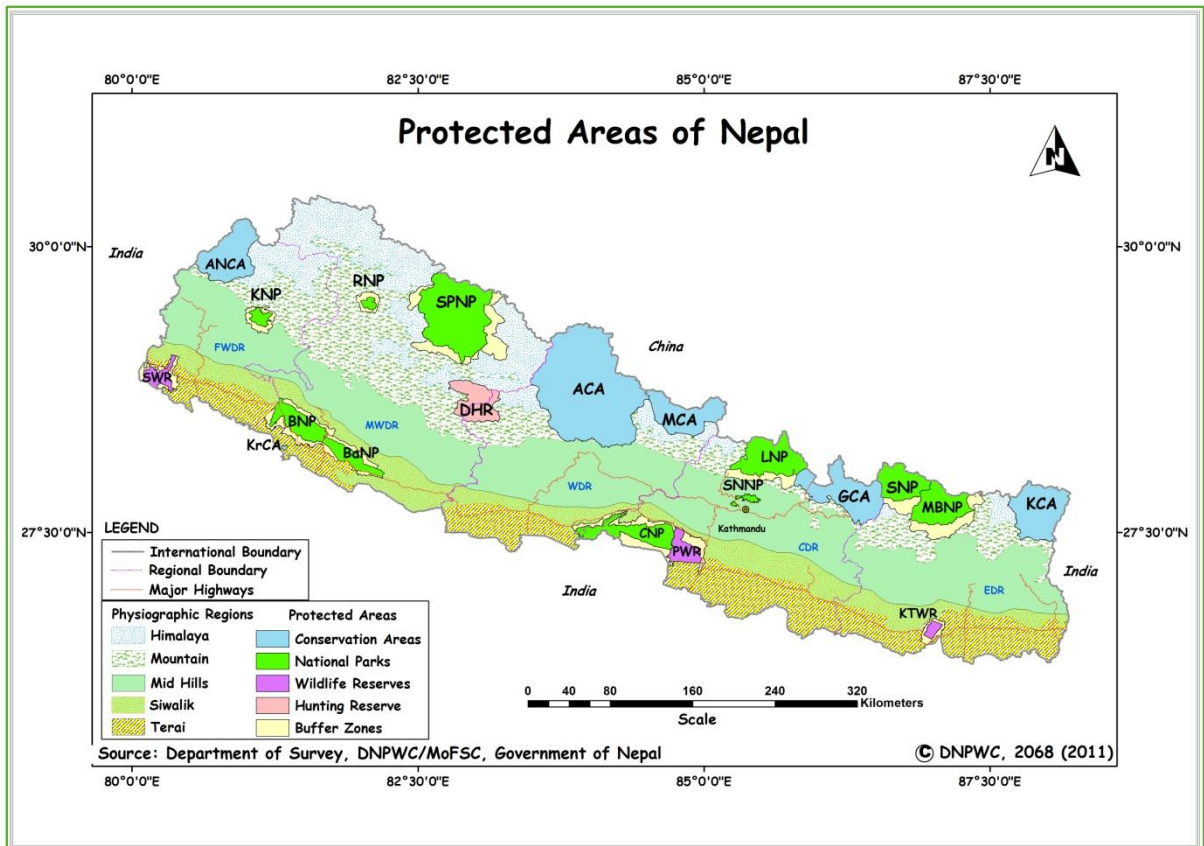 80°0'0"E 82°30'0"E 85°0'0"E 87°30'0"E
Protected Areas of Nepal
N
30°0'0"N
30°0'0"N
India
ANCA
KNP
RNP
SPNP
China
FWDR
SWR
DHR
ACA
MCA
BNP
MWDR
KrCA
BaNP
LNP
SNNP
WDR
GCA
SNP
MBNP
KCA
27°30'0"N
27°30'0"N
CNP
Kathmandu
PWR
CDR
India
India
EDR
KTWR
LEGEND
International Boundary
Regional Boundary
Major Highways
Physiographic Regions Protected Areas
Himalaya Conservation Areas
Mountain National Parks
Mid Hills Wildlife Reserves
Siwalik Hunting Reserve
Terai Buffer Zones
0 40 80 160 240 320
Kilometers
Scale
Source: Department of Survey, DNPWC/MoFSC, Government of Nepal
© DNPWC, 2068 (2011)
80°0'0"E 82°30'0"E 85°0'0"E 87°30'0"E